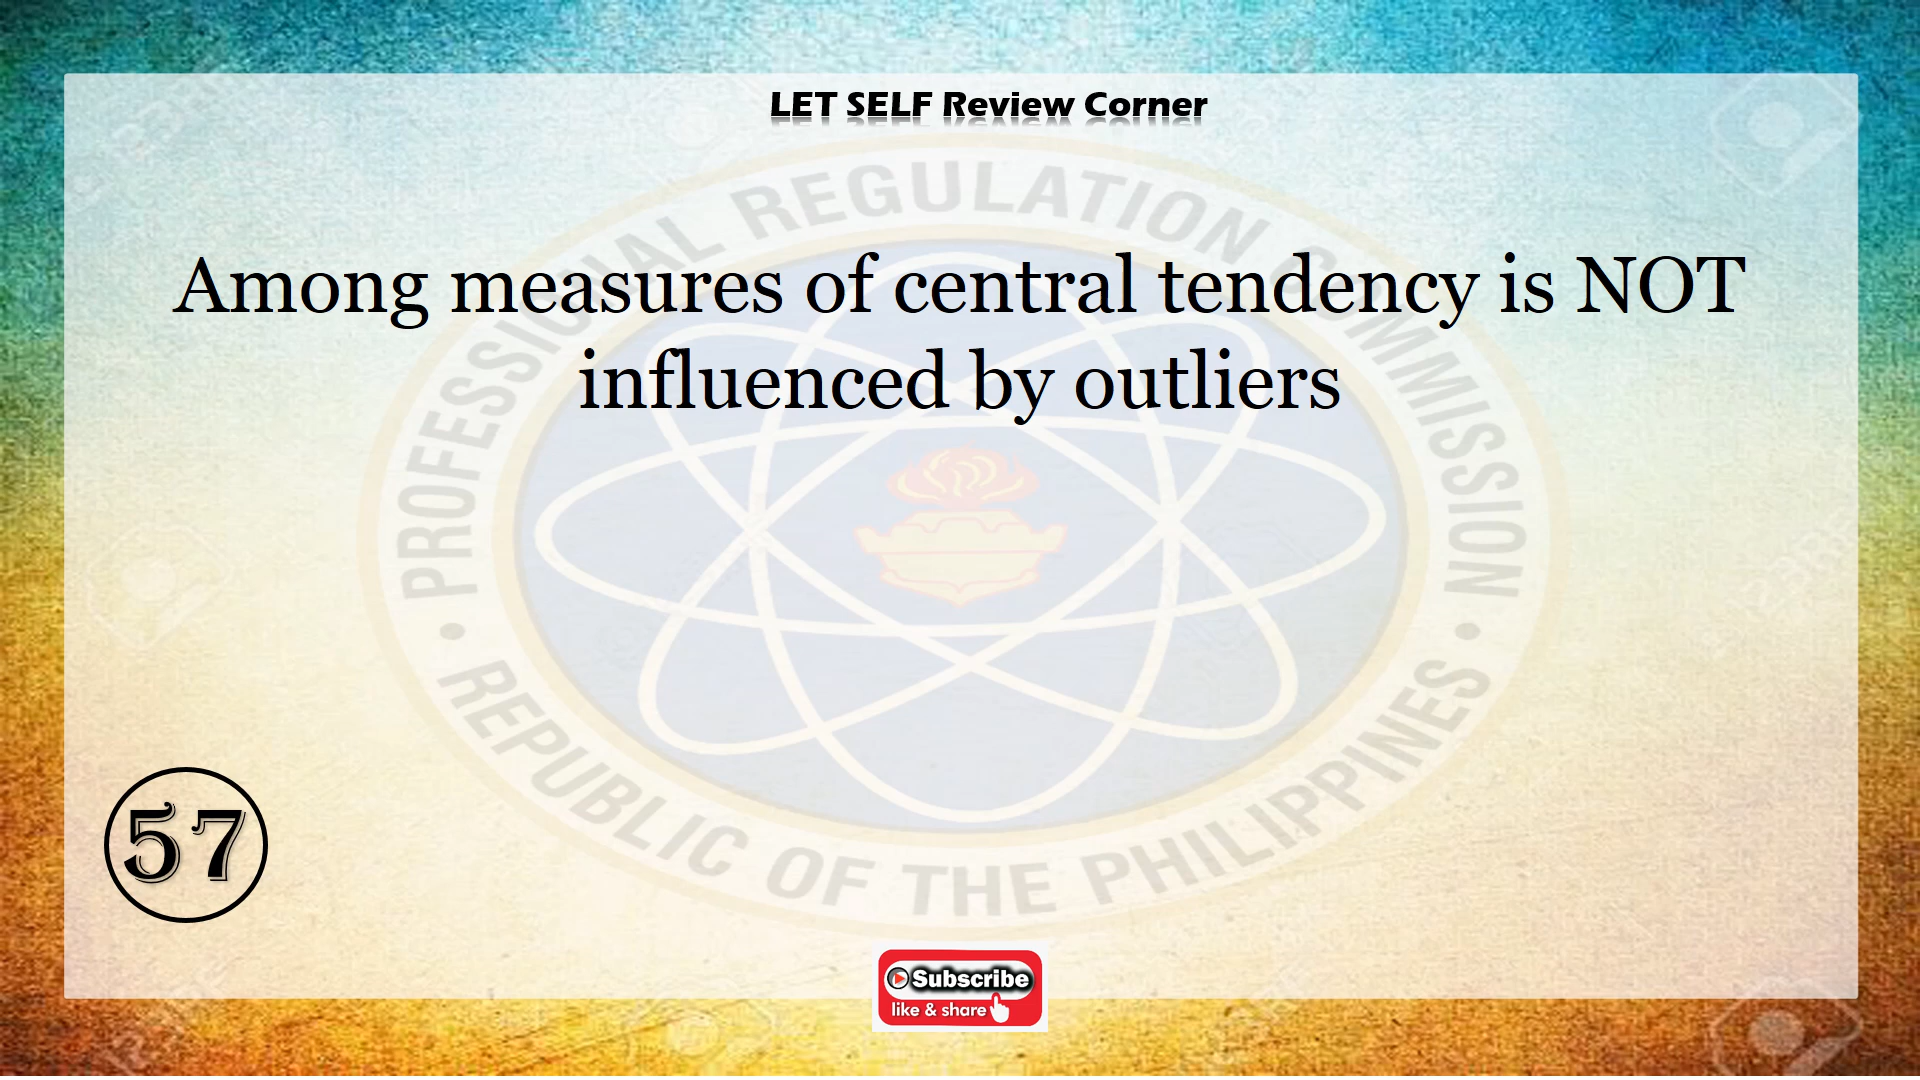 LET SELF Review Corner
PROFESSIONAL REGULATION COMMISSION
Among measures of central tendency is NOT
influenced by outliers
• REPUBLIC OF THE PHILIPPINES •
57
Subscribe
like & share